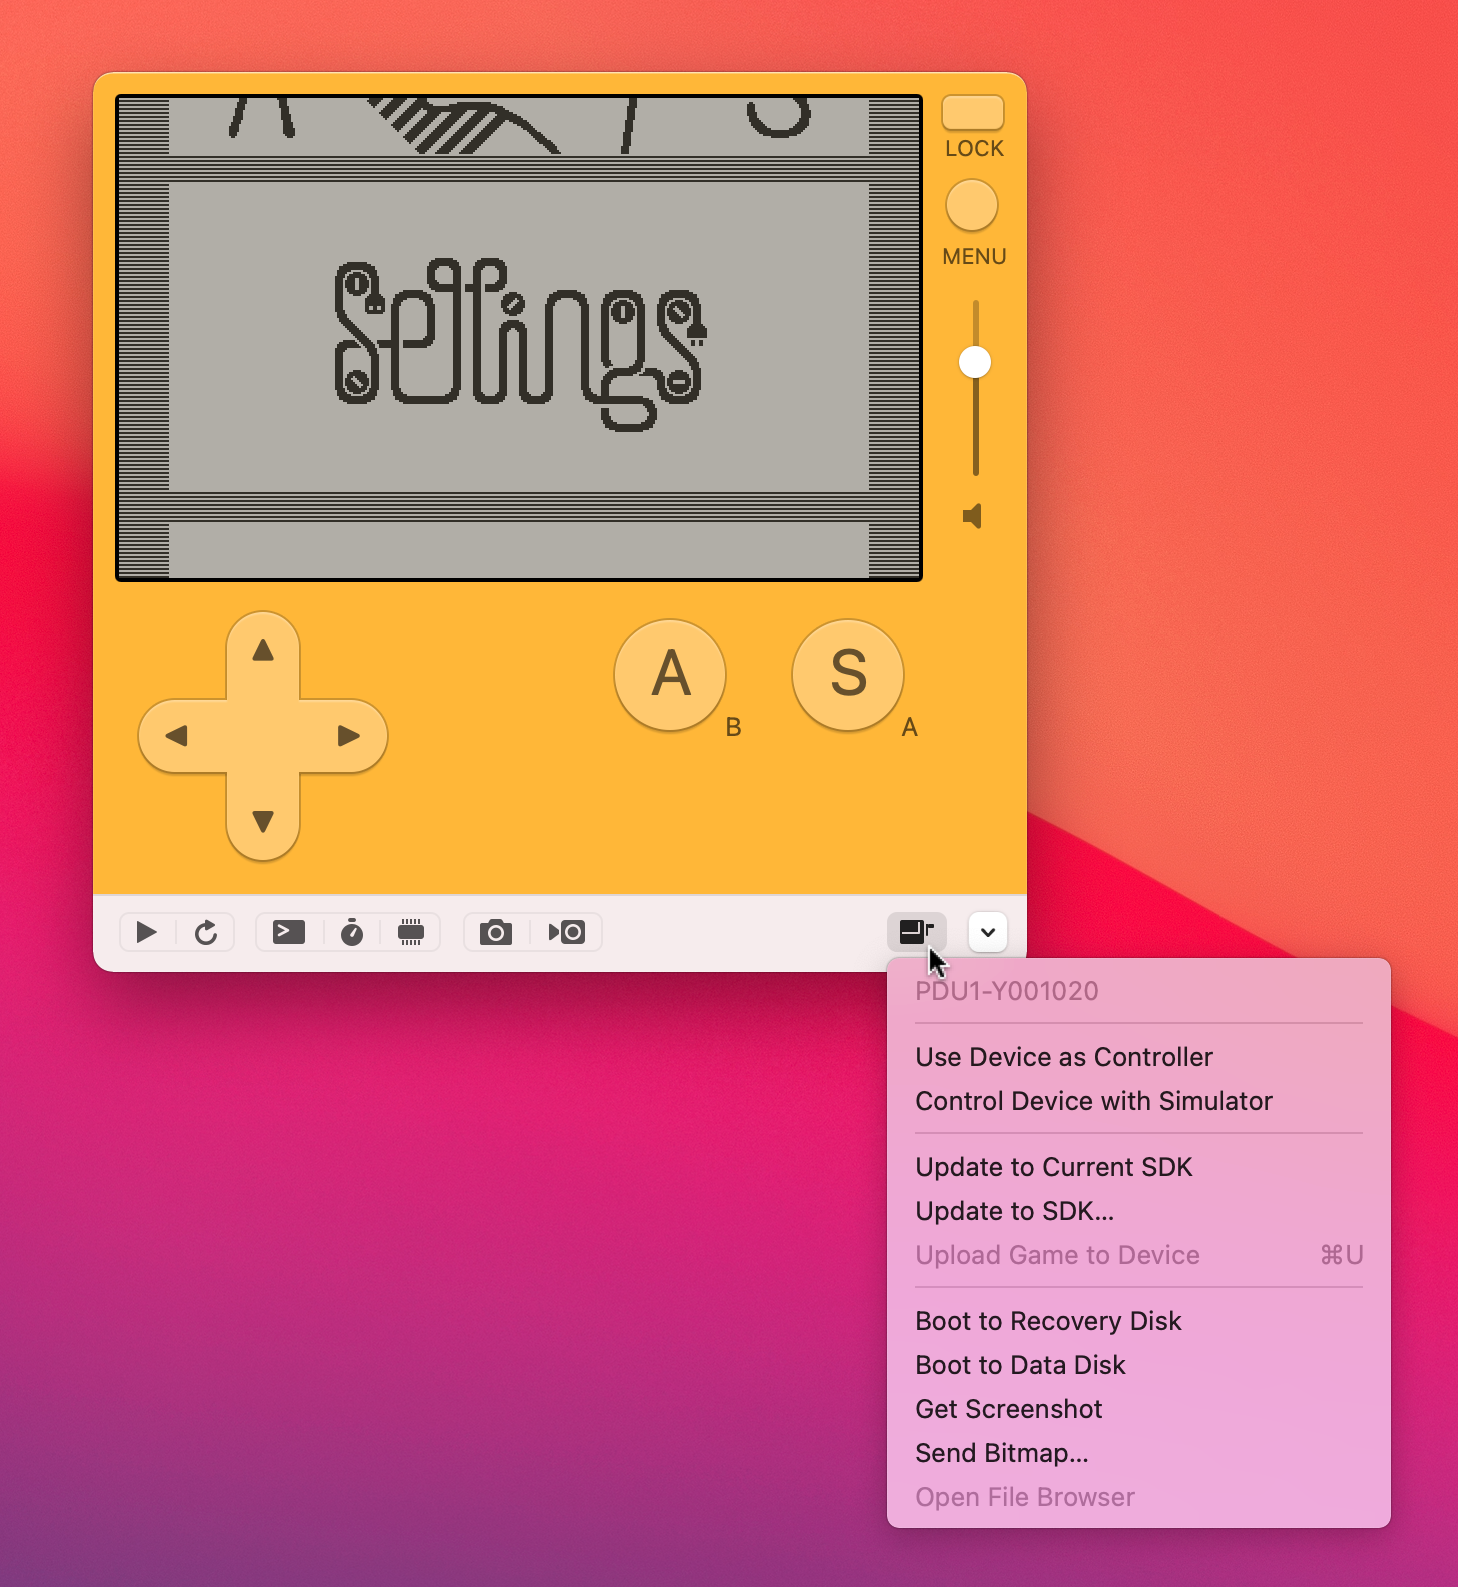 LOCK
MENU
Settings
A
B
S
A
PDU1-Y001020
Use Device as Controller
Control Device with Simulator
Update to Current SDK
Update to SDK...
Upload Game to Device ⌘U
Boot to Recovery Disk
Boot to Data Disk
Get Screenshot
Send Bitmap...
Open File Browser